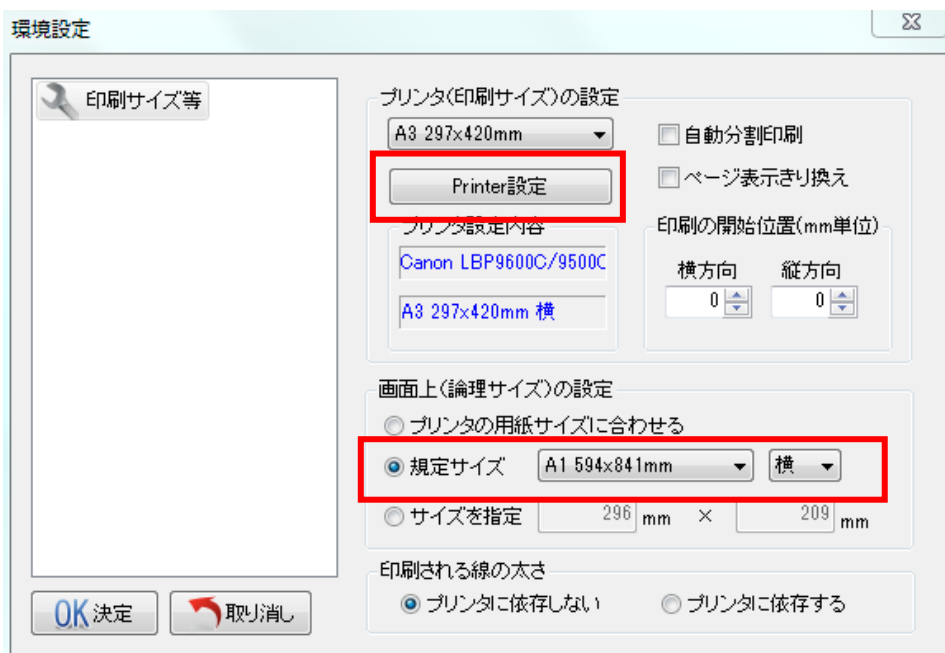 環境設定
印刷サイズ等
プリンタ(印刷サイズ)の設定
A3 297x420mm
自動分割印刷
Printer設定
ページ表示きり換え
プリンタ設定内容
印刷の開始位置(mm単位)
Canon LBP9600C/9500C
横方向 縦方向
0 0
A3 297x420mm 横
画面上(論理サイズ)の設定
プリンタの用紙サイズに合わせる
規定サイズ A1 594x841mm 横
サイズを指定 296 mm × 209 mm
印刷される線の太さ
プリンタに依存しない プリンタに依存する
OK 決定 取り消し